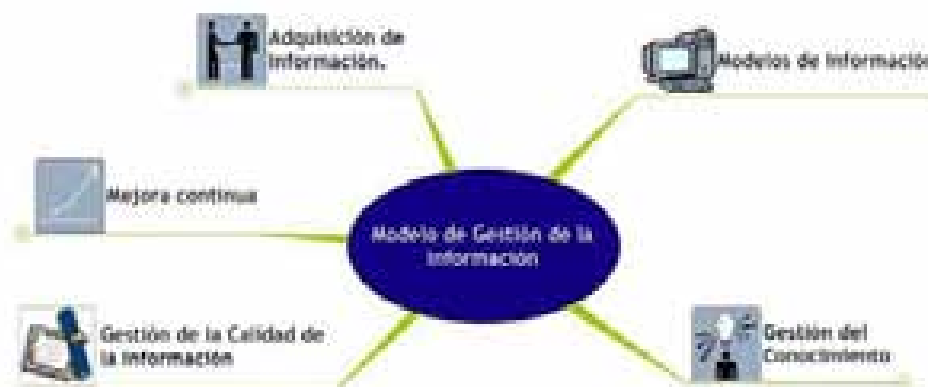 Adquisición de
Información.
Modelos de Información
Mejora continua
Modelo de Gestión de la
Información
Gestión de la Calidad de
la Información
Gestión del
Conocimiento